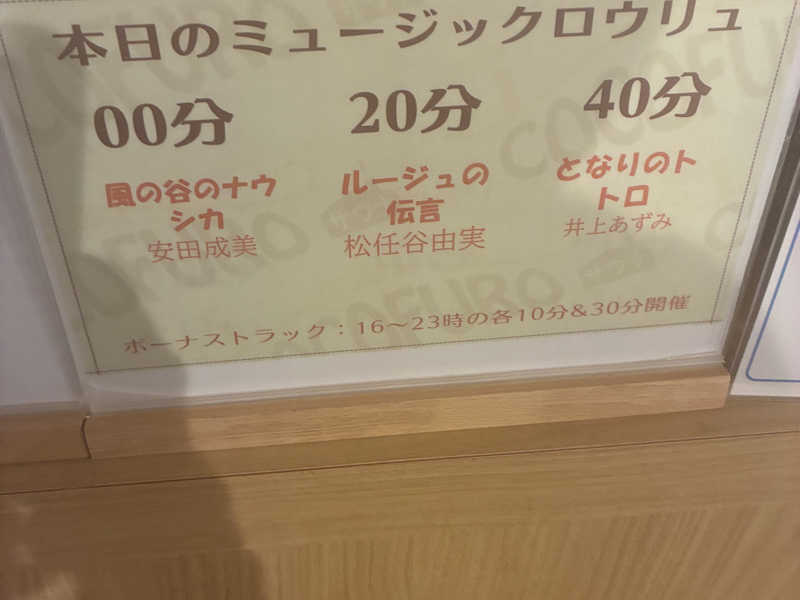 本日のミュージックロウリュ
00分 20分 40分
風の谷のナウ
シカ
安田成美
ルージュの
伝言
松任谷由実
となりのト
トロ
井上あずみ
ボーナストラック：16～23時の各10分&30分開催
COCOFURO